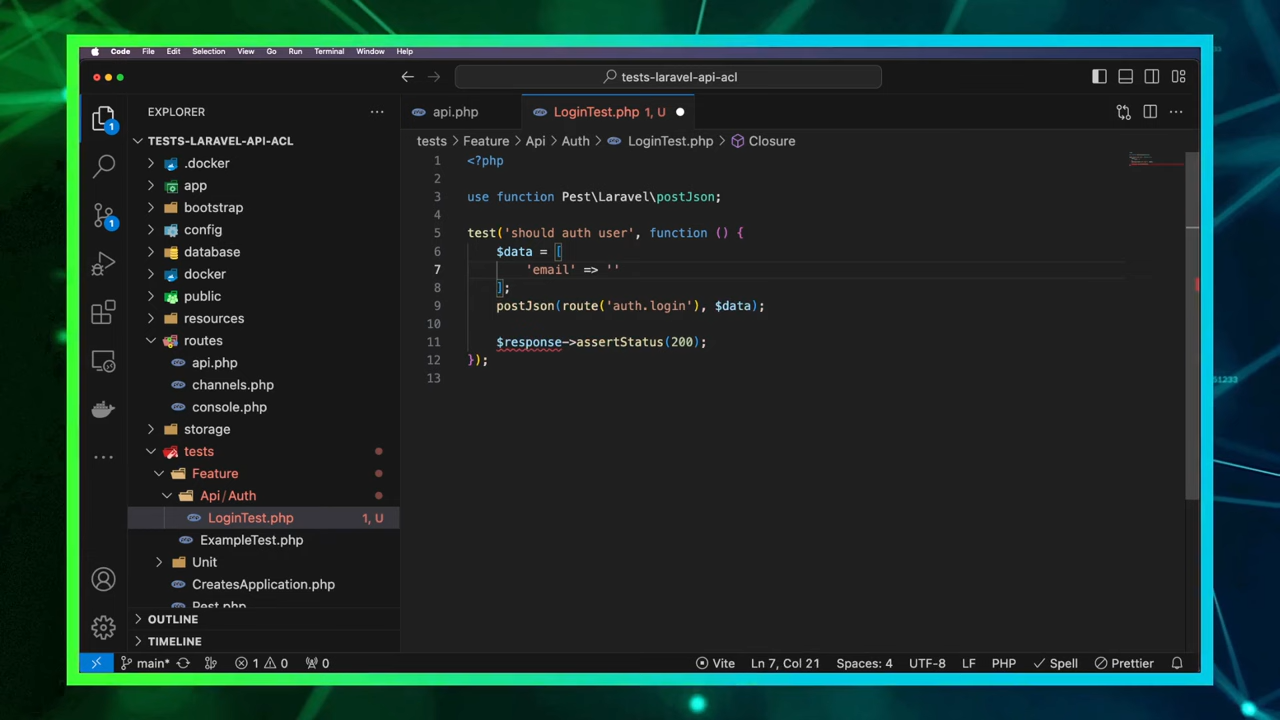 Code File Edit Selection View Go Run Terminal Window Help
tests-laravel-api-acl
EXPLORER
api.php
LoginTest.php 1, U
TESTS-LARAVEL-API-ACL
tests > Feature > Api > Auth > LoginTest.php > Closure
.docker
app
bootstrap
config
database
docker
public
resources
routes
api.php
channels.php
console.php
storage
tests
Feature
Api/Auth
LoginTest.php 1, U
ExampleTest.php
Unit
CreatesApplication.php
Pest.php
OUTLINE
TIMELINE
1 <?php
2
3 use function Pest\Laravel\postJson;
4
5 test('should auth user', function () {
6 $data = [
7 'email' => ''
8 ];
9 postJson(route('auth.login'), $data);
10
11 $response->assertStatus(200);
12 });
13
1
1
main* 1 0 0 Vite Ln 7, Col 21 Spaces: 4 UTF-8 LF PHP Spell Prettier
51233